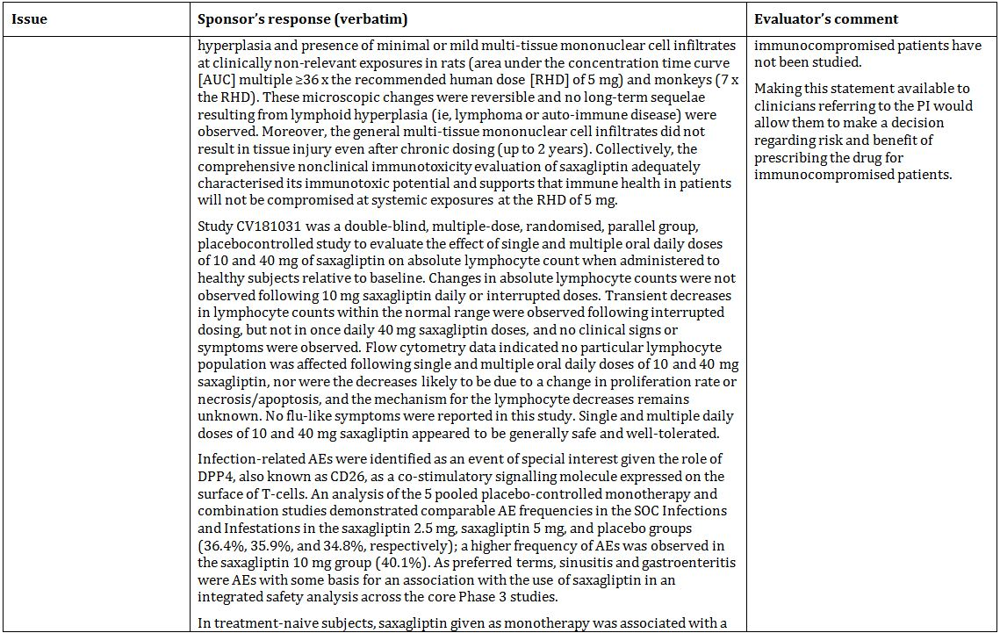 Issue
Sponsor's response (verbatim)
Evaluator's comment
hyperplasia and presence of minimal or mild multi-tissue mononuclear cell infiltrates
at clinically non-relevant exposures in rats (area under the concentration time curve
[AUC] multiple ≥36 x the recommended human dose [RHD] of 5 mg) and monkeys (7 x
the RHD). These microscopic changes were reversible and no long-term sequelae
resulting from lymphoid hyperplasia (ie, lymphoma or auto-immune disease) were
observed. Moreover, the general multi-tissue mononuclear cell infiltrates did not
result in tissue injury even after chronic dosing (up to 2 years). Collectively, the
comprehensive nonclinical immunotoxicity evaluation of saxagliptin adequately
characterised its immunotoxic potential and supports that immune health in patients
will not be compromised at systemic exposures at the RHD of 5 mg.
Study CV181031 was a double-blind, multiple-dose, randomised, parallel group,
placebocontrolled study to evaluate the effect of single and multiple oral daily doses
of 10 and 40 mg of saxagliptin on absolute lymphocyte count when administered to
healthy subjects relative to baseline. Changes in absolute lymphocyte counts were not
observed following 10 mg saxagliptin daily or interrupted doses. Transient decreases
in lymphocyte counts within the normal range were observed following interrupted
dosing, but not in once daily 40 mg saxagliptin doses, and no clinical signs or
symptoms were observed. Flow cytometry data indicated no particular lymphocyte
population was affected following single and multiple oral daily doses of 10 and 40 mg
saxagliptin, nor were the decreases likely to be due to a change in proliferation rate or
necrosis/apoptosis, and the mechanism for the lymphocyte decreases remains
unknown. No flu-like symptoms were reported in this study. Single and multiple daily
doses of 10 and 40 mg saxagliptin appeared to be generally safe and well-tolerated.
Infection-related AEs were identified as an event of special interest given the role of
DPP4, also known as CD26, as a co-stimulatory signalling molecule expressed on the
surface of T-cells. An analysis of the 5 pooled placebo-controlled monotherapy and
combination studies demonstrated comparable AE frequencies in the SOC Infections
and Infestations in the saxagliptin 2.5 mg, saxagliptin 5 mg, and placebo groups
(36.4%, 35.9%, and 34.8%, respectively); a higher frequency of AEs was observed in
the saxagliptin 10 mg group (40.1%). As preferred terms, sinusitis and gastroenteritis
were AEs with some basis for an association with the use of saxagliptin in an
integrated safety analysis across the core Phase 3 studies.
In treatment-naive subjects, saxagliptin given as monotherapy was associated with a
immunocompromised patients have
not been studied.
Making this statement available to
clinicians referring to the PI would
allow them to make a decision
regarding risk and benefit of
prescribing the drug for
immunocompromised patients.